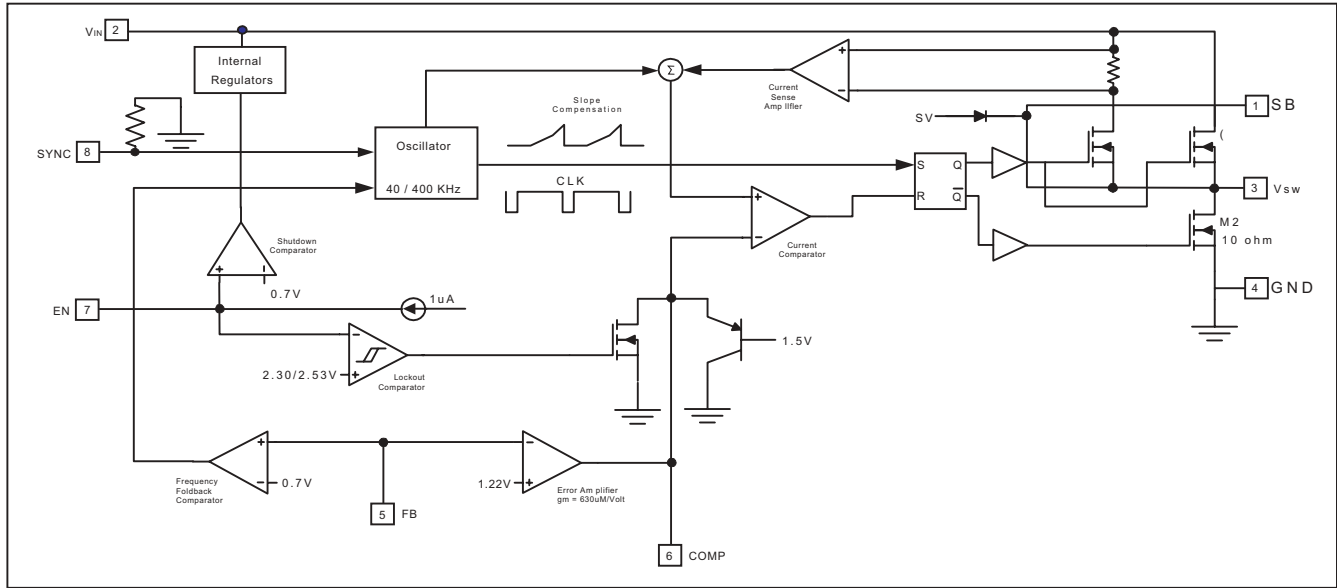 VIN 2
Internal
Regulators
SYNC 8
Oscillator
40 / 400 KHz
Slope
Compensation
CLK
Σ
+
−
Current
Sense
Amp lifier
SV
1 SB
S Q
R Q
+
−
Current
Comparator
(
3 Vsw
M2
10 ohm
4 GND
Shutdown
Comparator
+ −
0.7V
EN 7
1uA
−
+
2.30/2.53V
Lockout
Comparator
1.5V
+
−
0.7V
Frequency
Foldback
Comparator
5 FB
−
+
1.22V
Error Am plifier
gm = 630uM/Volt
6 COMP